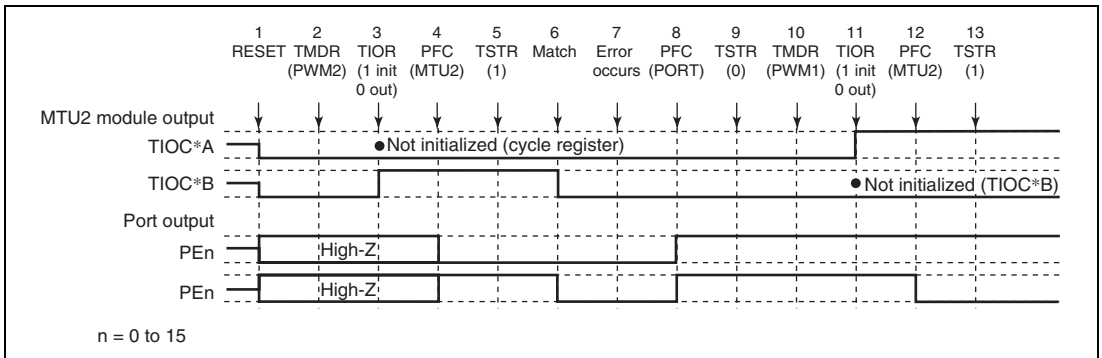 1 2 3 4 5 6 7 8 9 10 11 12 13
RESET TMDR TIOR PFC TSTR Match Error PFC TSTR TMDR TIOR PFC TSTR
(PWM2) (1 init (MTU2) (1) occurs (PORT) (0) (PWM1) (1 init (MTU2) (1)
0 out) 0 out)
MTU2 module output
TIOC*A ●Not initialized (cycle register)
TIOC*B ●Not initialized (TIOC*B)
Port output
PEn High-Z
PEn High-Z
n = 0 to 15